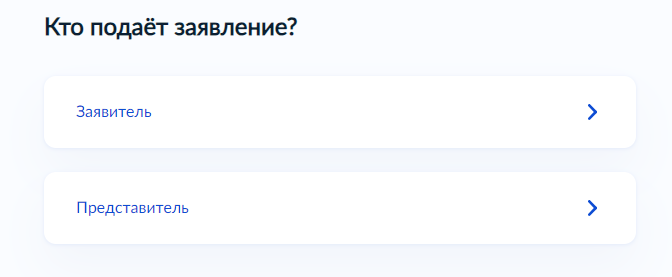 Кто подаёт заявление?
Заявитель
Представитель